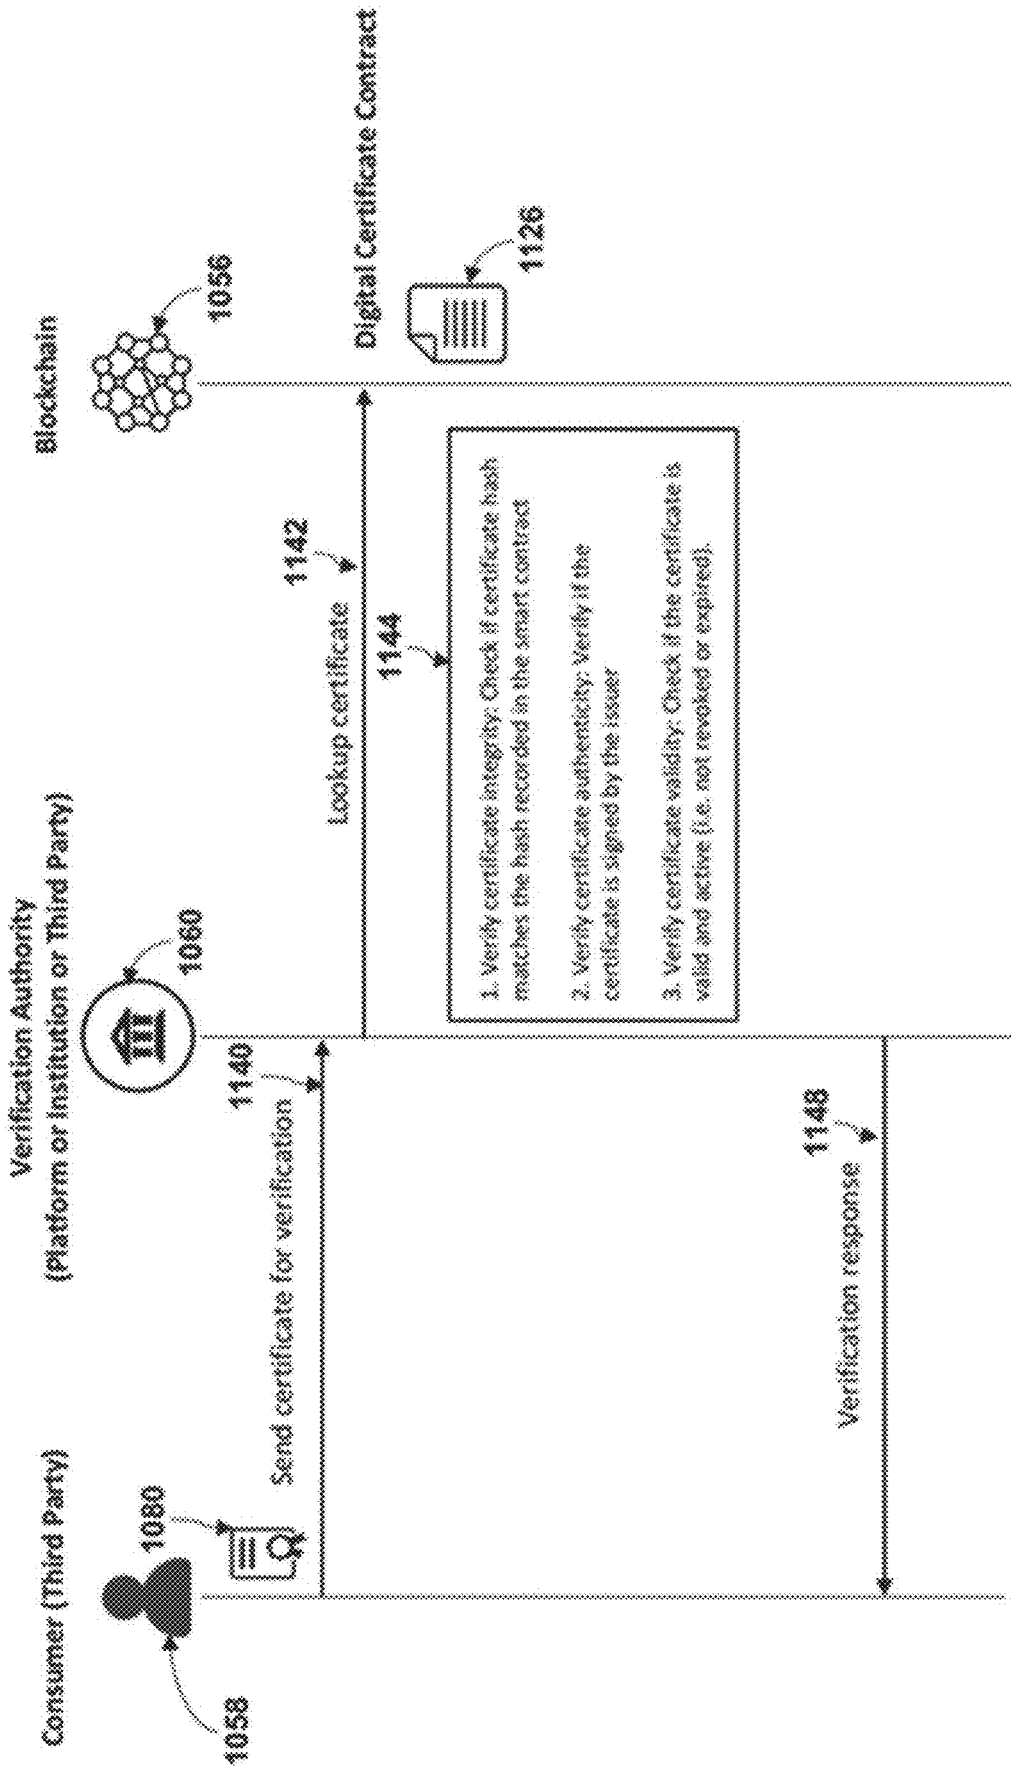 Consumer (Third Party)
Verification Authority
(Platform or Institution or Third Party)
Blockchain
1058
1080
1060
1056
Send certificate for verification
1140
Lookup certificate
1142
Digital Certificate Contract
1126
1144
1. Verify certificate integrity: Check if certificate hash
matches the hash recorded in the smart contract
2. Verify certificate authenticity: Verify if the
certificate is signed by the issuer
3. Verify certificate validity: Check if the certificate is
valid and active (i.e. not revoked or expired).
Verification response
1148